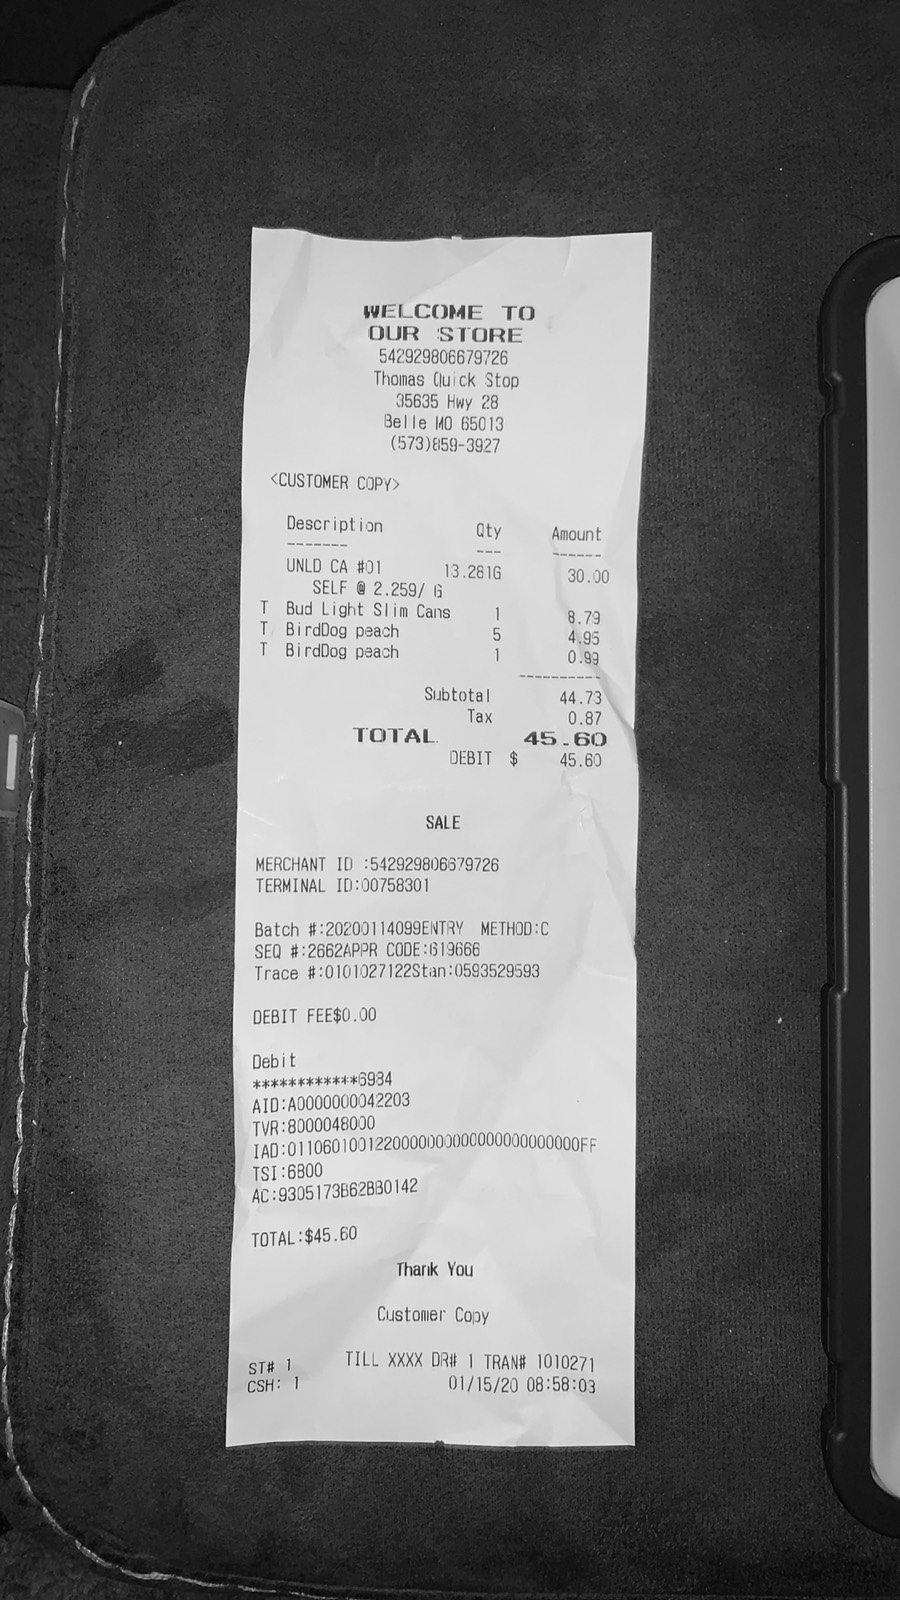 WELCOME TO
OUR STORE
542929806679726
Thomas Quick Stop
35635 Hwy 28
Belle MO 65013
(573)859-3927
<CUSTOMER COPY>
Description Qty Amount
------- --- ------
UNLD CA #01 13.281G 30.00
SELF @ 2.259/ G
T Bud Light Slim Cans 1 8.79
T BirdDog peach 5 4.95
T BirdDog peach 1 0.99
----------
Subtotal 44.73
Tax 0.87
TOTAL 45.60
DEBIT $ 45.60
SALE
MERCHANT ID :542929806679726
TERMINAL ID:00758301
Batch #:20200114099ENTRY METHOD:C
SEQ #:2662APPR CODE:619666
Trace #:0101027122Stan:0593529593
DEBIT FEE$0.00
Debit
************6984
AID:A0000000042203
TVR:8000048000
TSI:6800
AC:9305173B62BB0142
TOTAL:$45.60
Thank You
Customer Copy
ST# 1 TILL XXXX DR# 1 TRAN# 1010271
CSH: 1 01/15/20 08:58:03